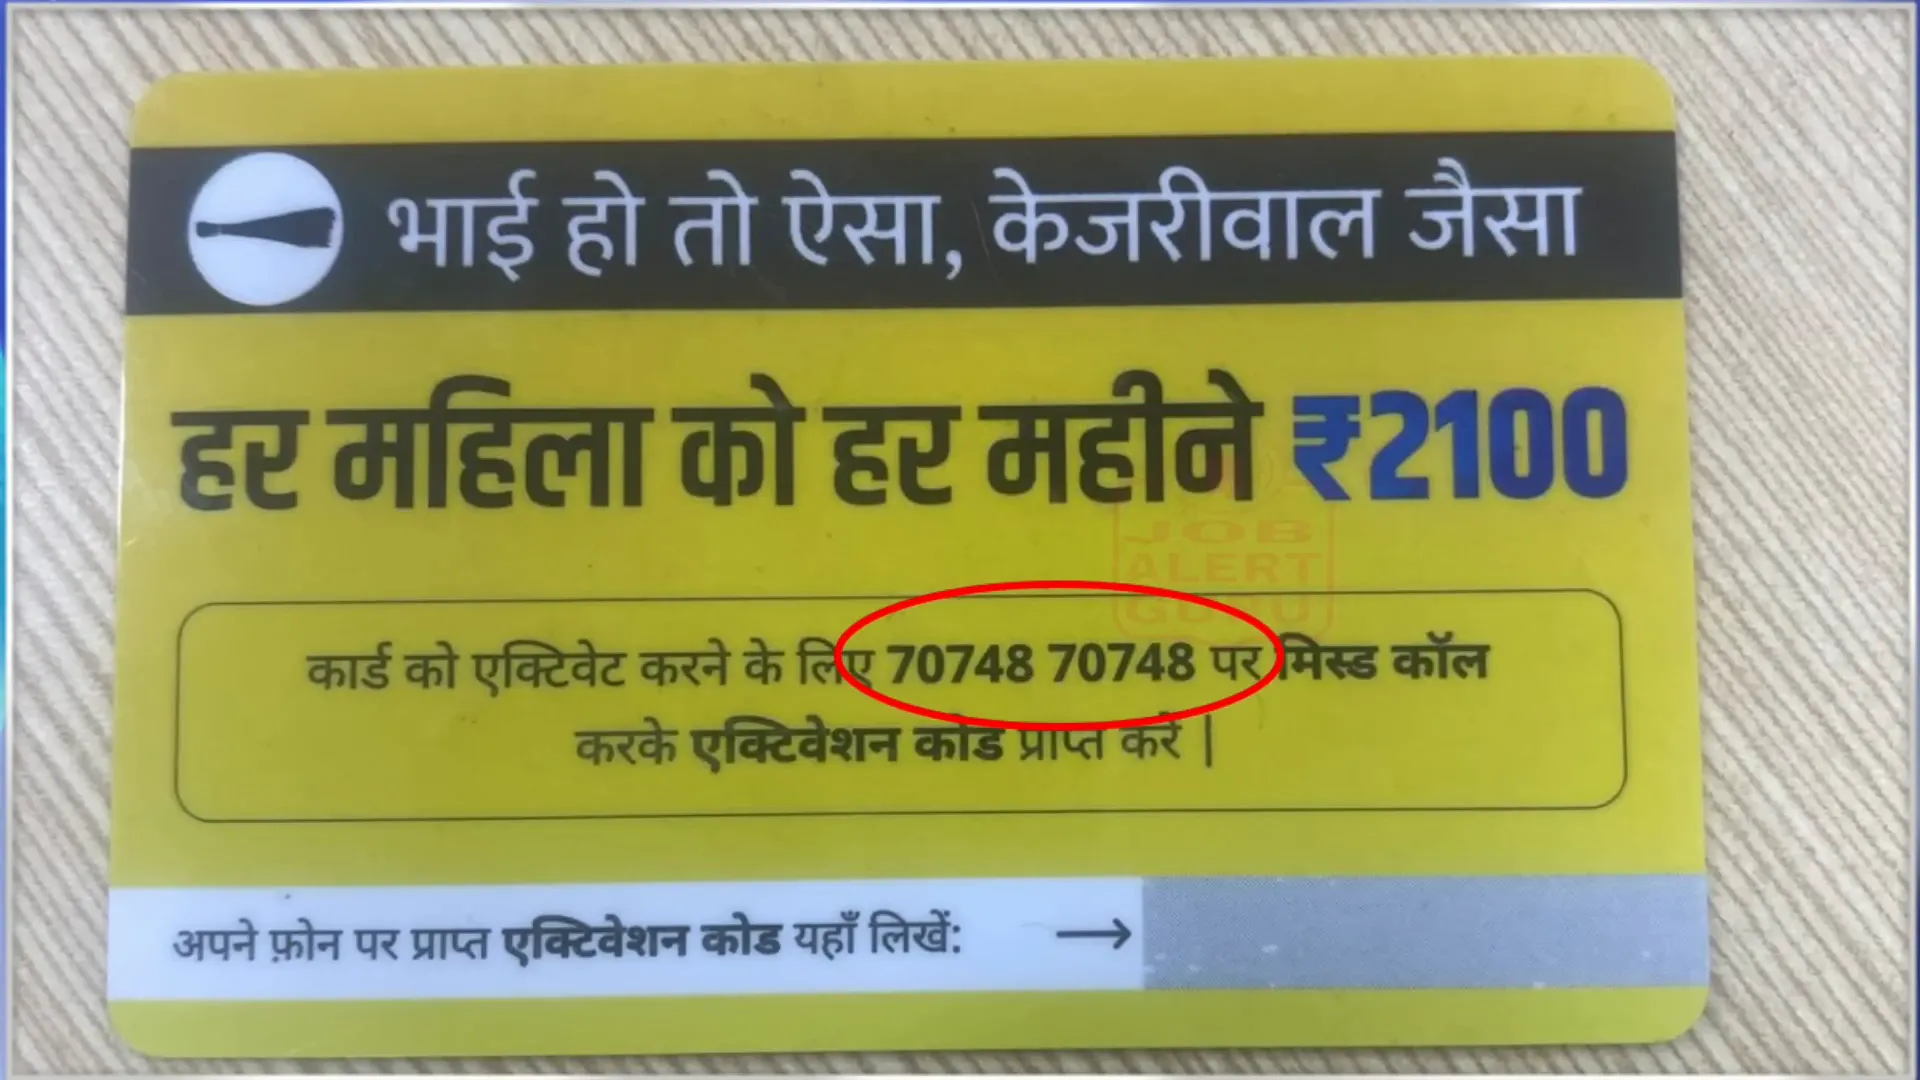 भाई हो तो ऐसा, केजरीवाल जैसा
हर महिला को हर महीने ₹2100
JOB
ALERT
GURU
कार्ड को एक्टिवेट करने के लिए 70748 70748 पर मिस्ड कॉल
करके एक्टिवेशन कोड प्राप्त करें |
अपने फ़ोन पर प्राप्त एक्टिवेशन कोड यहाँ लिखें: →